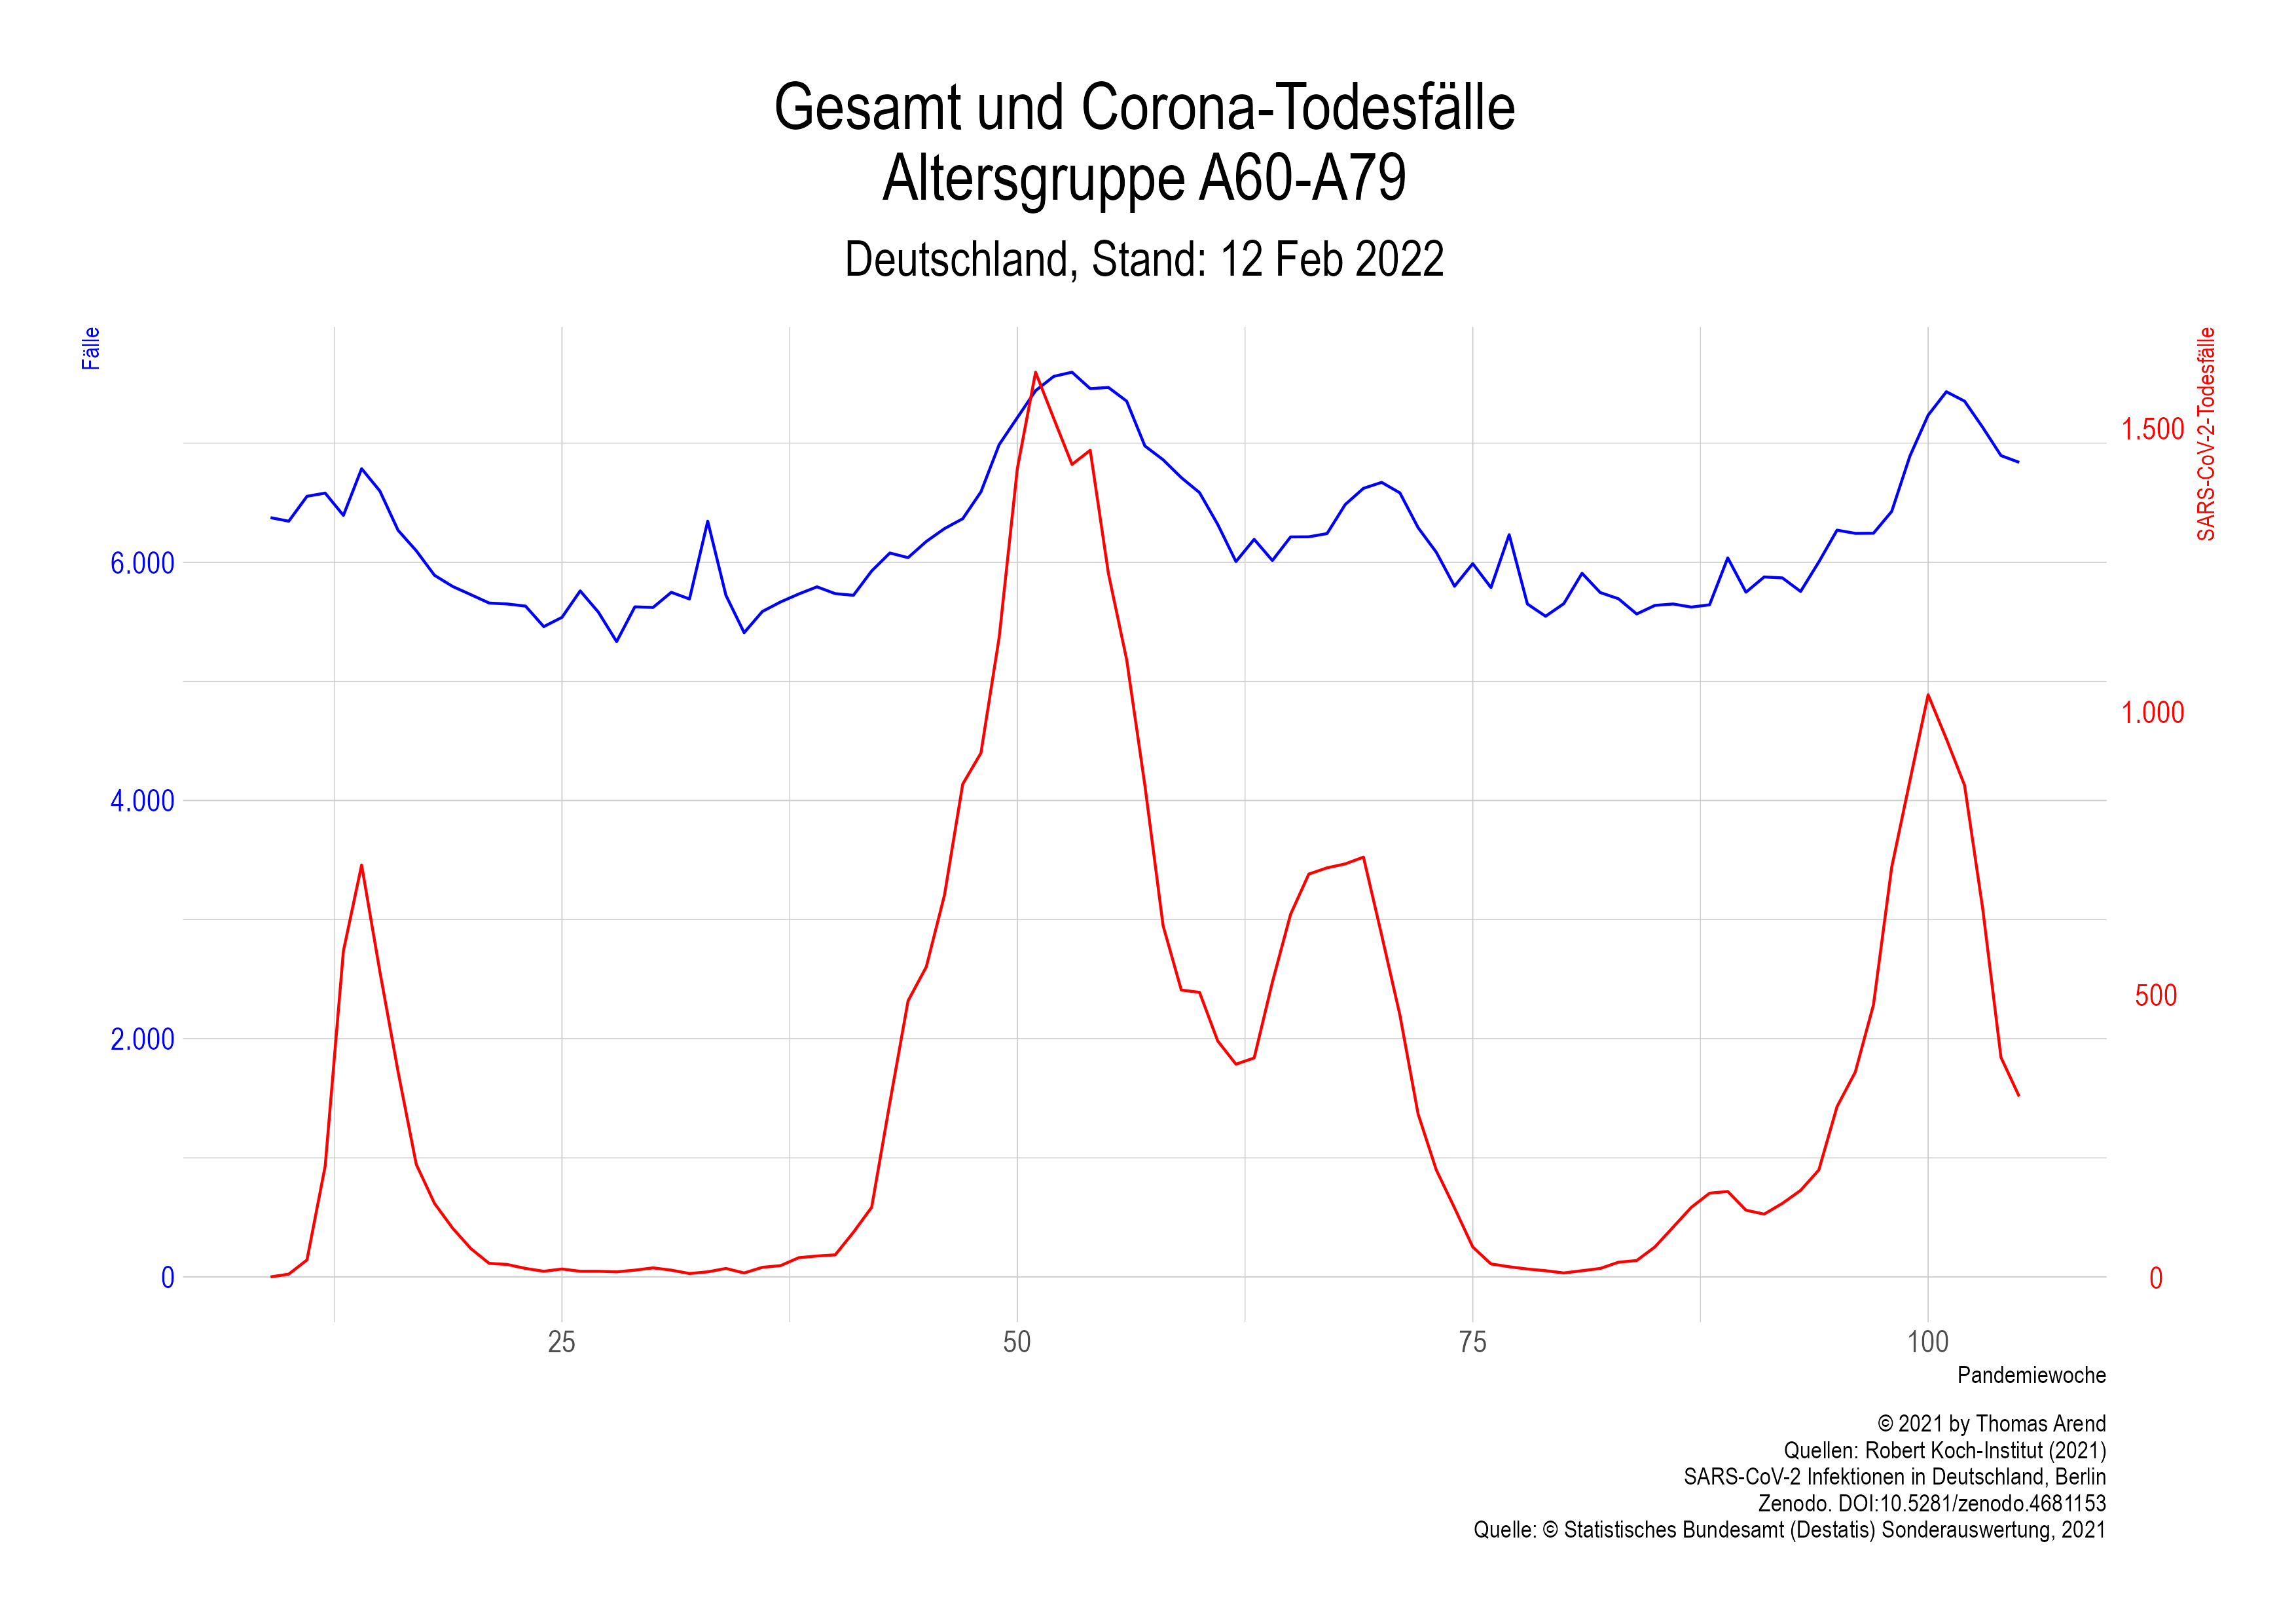 Gesamt und Corona-Todesfälle
Altersgruppe A60-A79
Deutschland, Stand: 12 Feb 2022
Fälle
SARS-CoV-2-Todesfälle
6.000
4.000
2.000
0
1.500
1.000
500
0
25
50
75
100
Pandemiewoche
© 2021 by Thomas Arend
Quellen: Robert Koch-Institut (2021)
SARS-CoV-2 Infektionen in Deutschland, Berlin
Zenodo. DOI:10.5281/zenodo.4681153
Quelle: © Statistisches Bundesamt (Destatis) Sonderauswertung, 2021